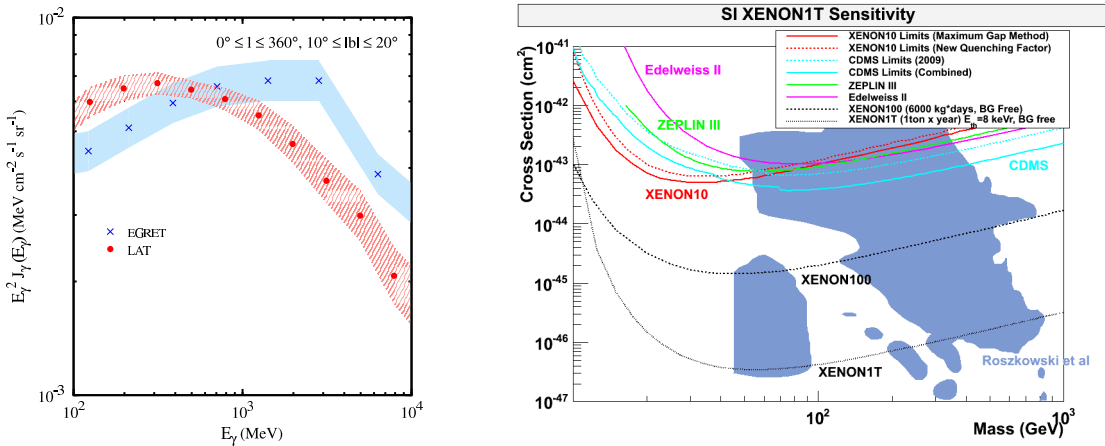 10⁻²
0° ≤ l ≤ 360°, 10° ≤ |b| ≤ 20°
E_γ² J_γ(E_γ) (MeV cm⁻² s⁻¹ sr⁻¹)
EGRET
LAT
10⁻³
10² 10³ 10⁴
E_γ (MeV)
SI XENON1T Sensitivity
XENON10 Limits (Maximum Gap Method)
XENON10 Limits (New Quenching Factor)
CDMS Limits (2009)
CDMS Limits (Combined)
ZEPLIN III
Edelweiss II
XENON100 (6000 kg*days, BG Free)
XENON1T (1ton x year) E_th=8 keVr, BG free
Cross Section (cm²)
10⁻⁴¹
10⁻⁴²
10⁻⁴³
10⁻⁴⁴
10⁻⁴⁵
10⁻⁴⁶
10⁻⁴⁷
Edelweiss II
ZEPLIN III
CDMS
XENON10
XENON100
XENON1T
Roszkowski et al
10² 10³
Mass (GeV)